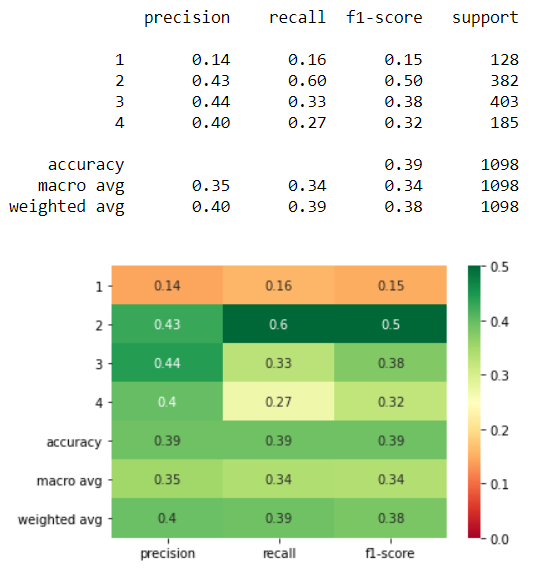 precision recall f1-score support
1 0.14 0.16 0.15 128
2 0.43 0.60 0.50 382
3 0.44 0.33 0.38 403
4 0.40 0.27 0.32 185
accuracy 0.39 1098
macro avg 0.35 0.34 0.34 1098
weighted avg 0.40 0.39 0.38 1098
1 0.14 0.16 0.15
2 0.43 0.6 0.5
3 0.44 0.33 0.38
4 0.4 0.27 0.32
accuracy 0.39 0.39 0.39
macro avg 0.35 0.34 0.34
weighted avg 0.4 0.39 0.38
precision recall f1-score
0.5
0.4
0.3
0.2
0.1
0.0